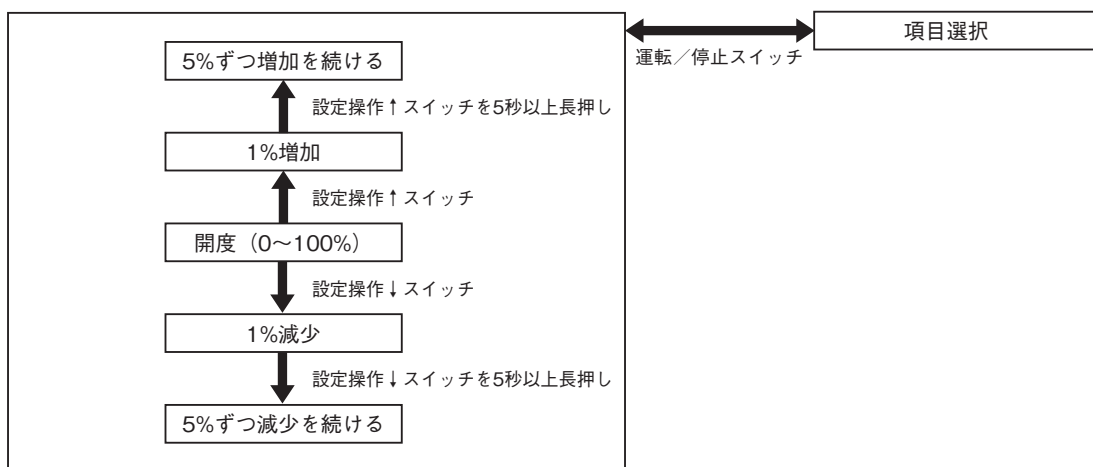 項目選択
運転／停止スイッチ
5%ずつ増加を続ける
設定操作↑スイッチを5秒以上長押し
1%増加
設定操作↑スイッチ
開度（0〜100%）
設定操作↓スイッチ
1%減少
設定操作↓スイッチを5秒以上長押し
5%ずつ減少を続ける